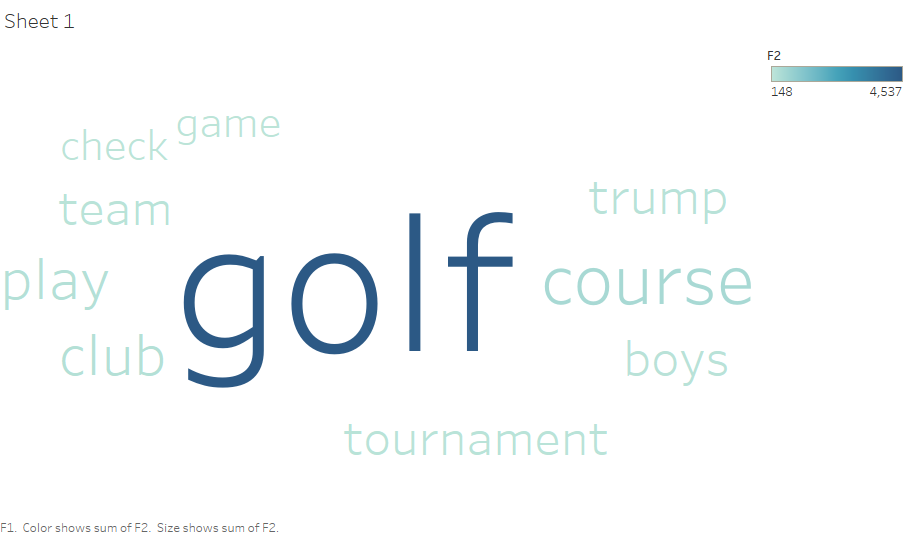 Sheet 1
F2
148 4,537
game
check
team
trump
play
golf
course
club
boys
tournament
F1. Color shows sum of F2. Size shows sum of F2.